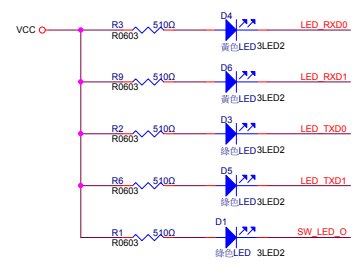 VCC
R3 510Ω D4 LED_RXD0
R0603 黃色LED 3LED2
R9 510Ω D6 LED_RXD1
R0603 黃色LED 3LED2
R2 510Ω D3 LED_TXD0
R0603 綠色LED 3LED2
R6 510Ω D5 LED_TXD1
R0603 綠色LED 3LED2
R1 510Ω D1 SW_LED_O
R0603 綠色LED 3LED2